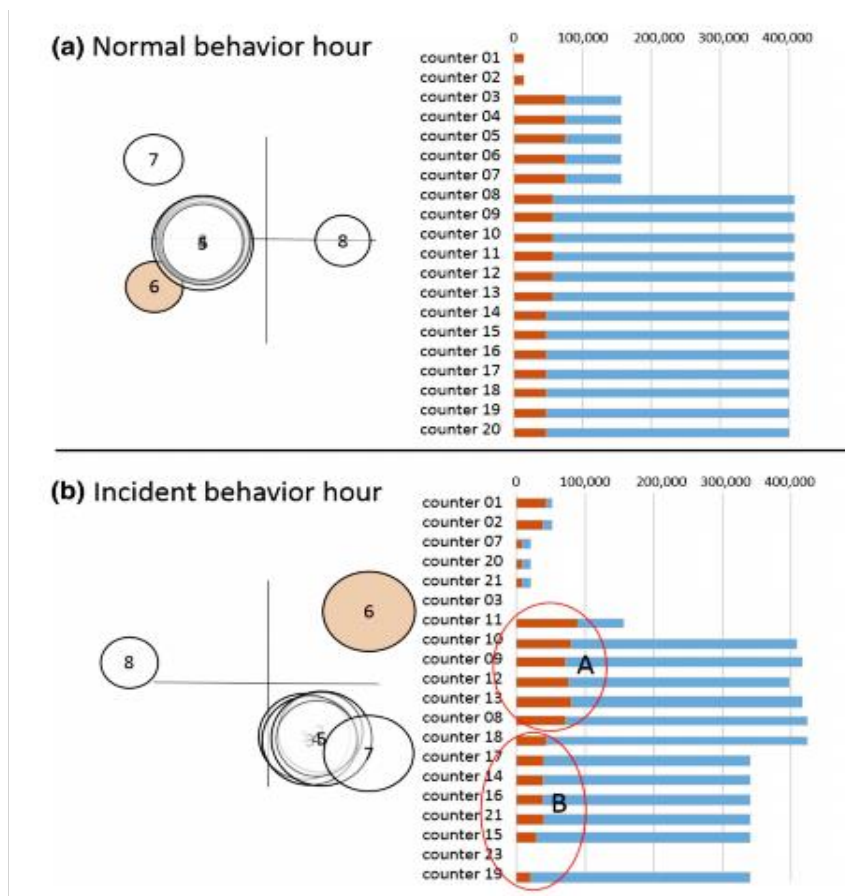 (a) Normal behavior hour
7
5
8
6
0 100,000 200,000 300,000 400,000
counter 01
counter 02
counter 03
counter 04
counter 05
counter 06
counter 07
counter 08
counter 09
counter 10
counter 11
counter 12
counter 13
counter 14
counter 15
counter 16
counter 17
counter 18
counter 19
counter 20
(b) Incident behavior hour
6
8
5
7
0 100,000 200,000 300,000 400,000
counter 01
counter 02
counter 07
counter 20
counter 21
counter 03
counter 11
counter 10
counter 09
A
counter 12
counter 13
counter 08
counter 18
counter 17
counter 14
counter 16
B
counter 21
counter 15
counter 23
counter 19